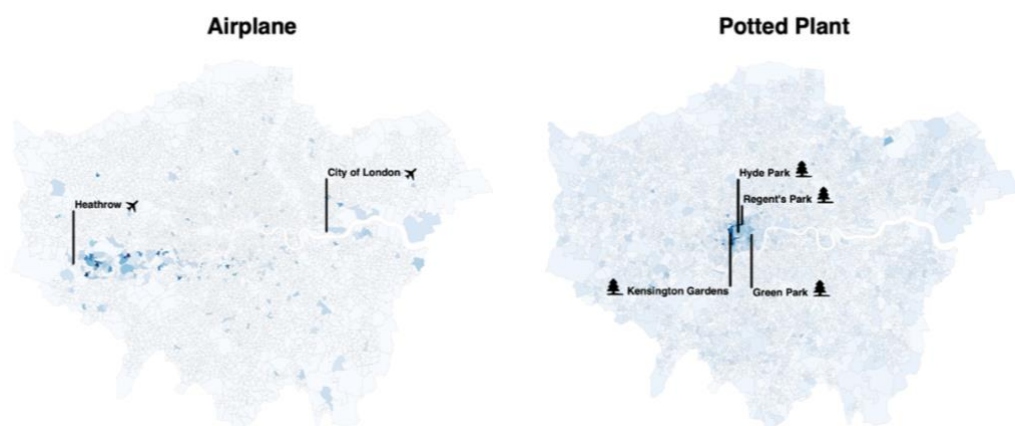 Airplane
Potted Plant
City of London
Heathrow
Hyde Park
Regent's Park
Kensington Gardens
Green Park